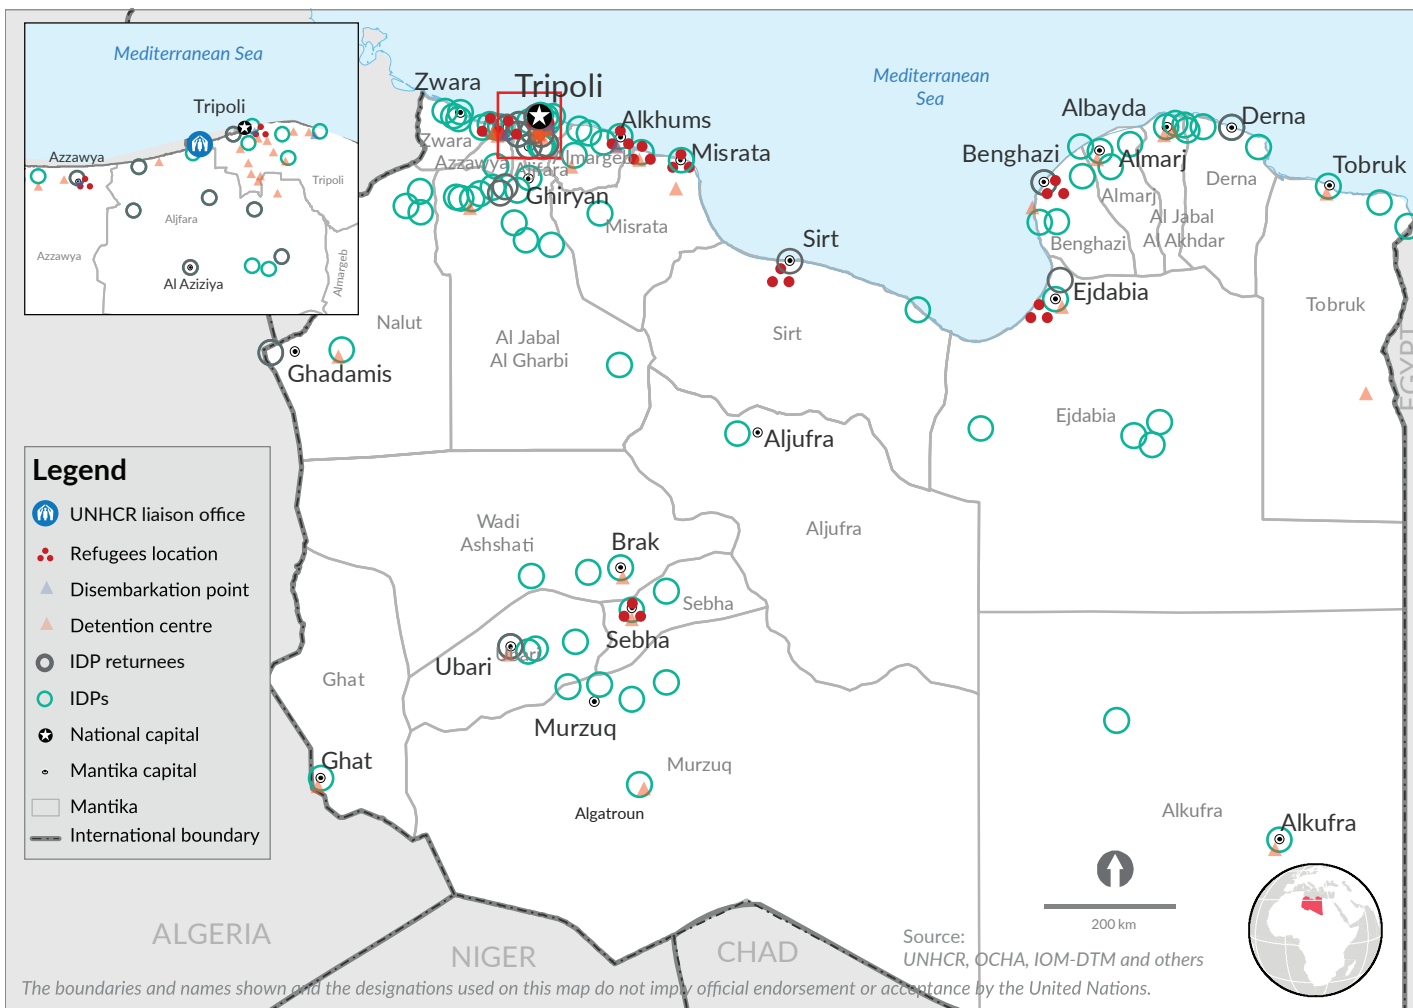 Mediterranean Sea
Tripoli
Azzawya
Tripoli
Aljfara
Azzawya
Almargeb
Al Aziziya
Mediterranean
Sea
Zwara
Tripoli
Alkhums
Misrata
Zwara
Azzawya
Almargeb
Aljfara
Ghiryan
Misrata
Albayda
Derna
Benghazi
Almarj
Tobruk
Derna
Almarj
Al Jabal
Al Akhdar
Benghazi
Sirt
Ejdabia
Tobruk
EGYPT
Nalut
Al Jabal
Al Gharbi
Sirt
Ghadamis
Ejdabia
Aljufra
Legend
UNHCR liaison office
Refugees location
Disembarkation point
Detention centre
IDP returnees
IDPs
National capital
Mantika capital
Mantika
International boundary
Wadi
Ashshati
Brak
Aljufra
Sebha
Sebha
Ubari
Ubari
Ghat
Murzuq
Ghat
Murzuq
Algatroun
Alkufra
Alkufra
200 km
ALGERIA
NIGER
CHAD
Source:
UNHCR, OCHA, IOM-DTM and others
The boundaries and names shown and the designations used on this map do not imply official endorsement or acceptance by the United Nations.